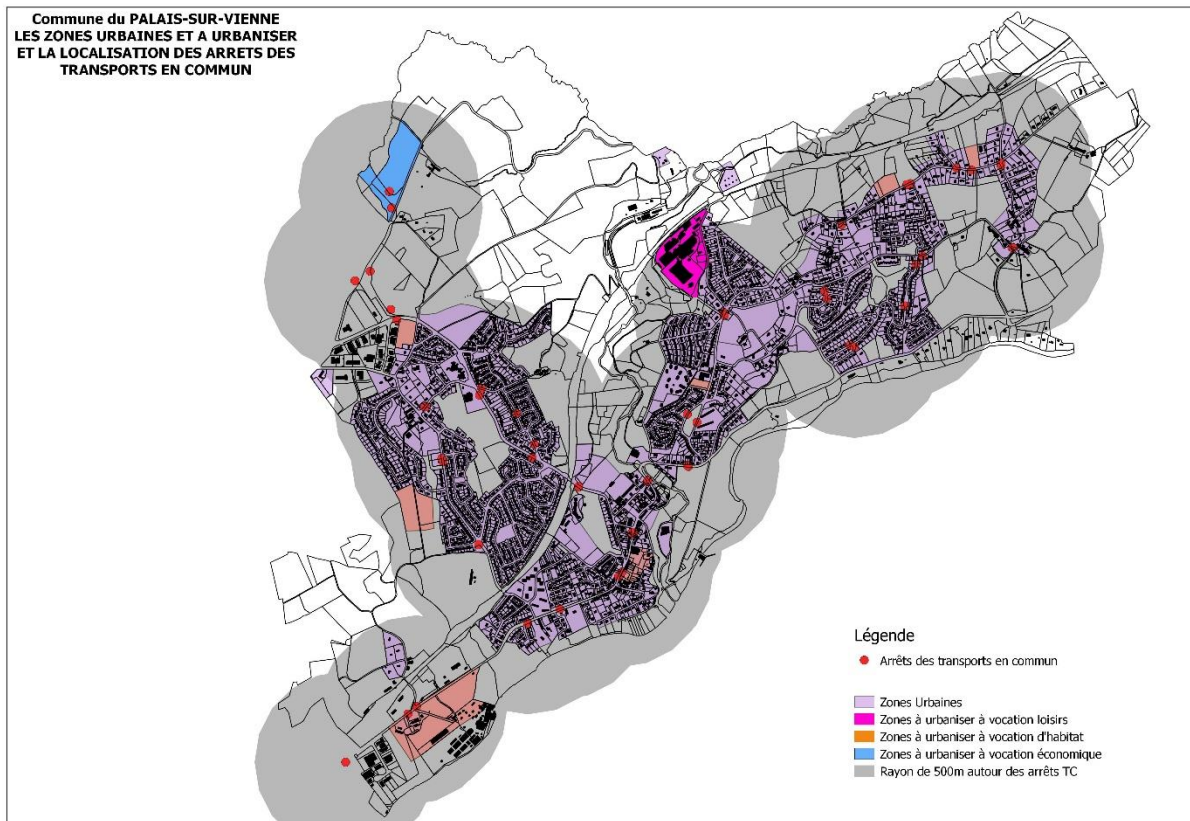 Commune du PALAIS-SUR-VIENNE
LES ZONES URBAINES ET A URBANISER
ET LA LOCALISATION DES ARRETS DES
TRANSPORTS EN COMMUN
Légende
Arrêts des transports en commun
Zones Urbaines
Zones à urbaniser à vocation loisirs
Zones à urbaniser à vocation d'habitat
Zones à urbaniser à vocation économique
Rayon de 500m autour des arrêts TC